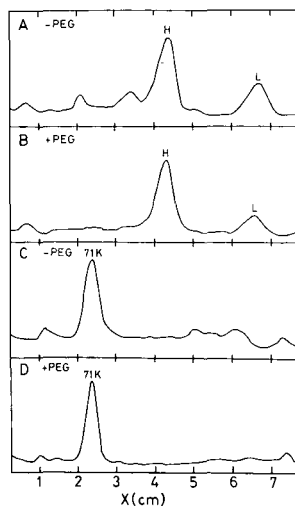 A -PEG
H
L
B +PEG
H
L
C -PEG 71K
D +PEG 71K
1 2 3 4 5 6 7
X(cm)